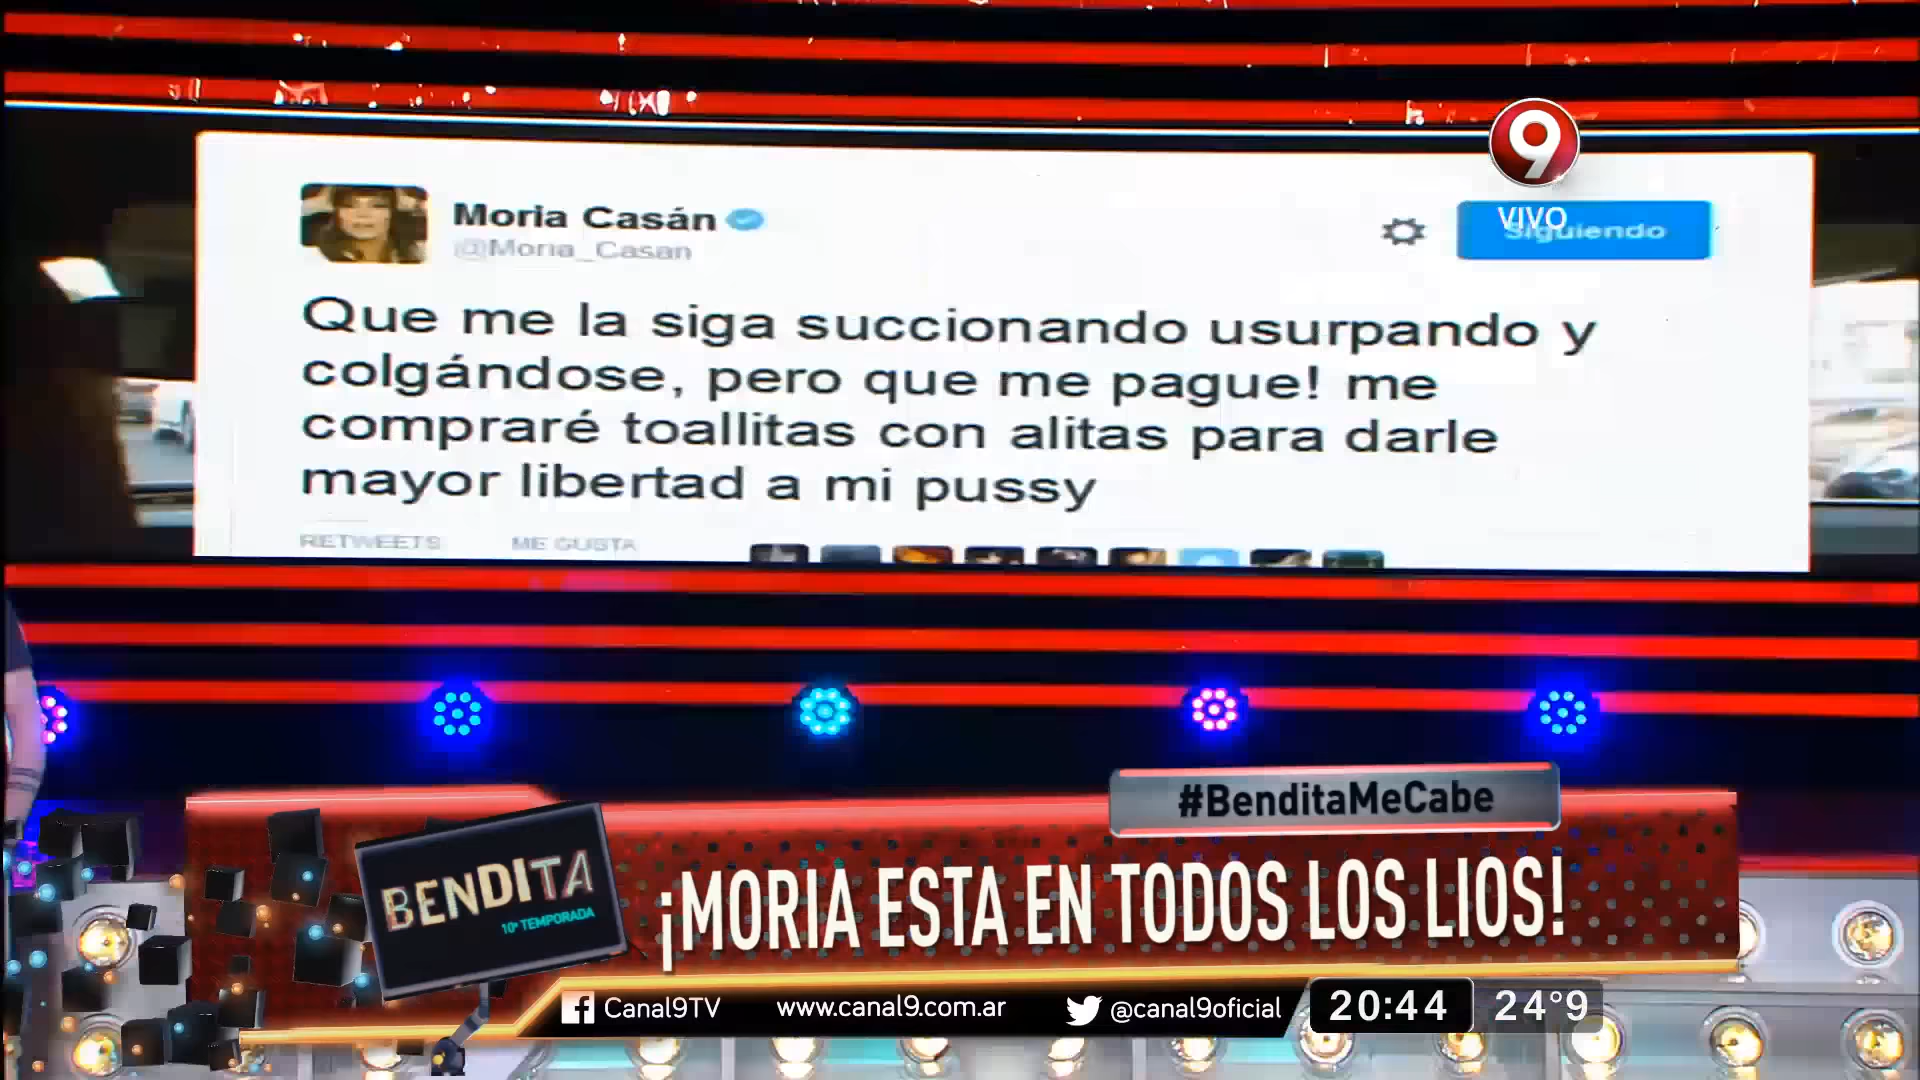 9
VIVO
Moria Casán
@Moria_Casan
Siguiendo
Que me la siga succionando usurpando y
colgándose, pero que me pague! me
compraré toallitas con alitas para darle
mayor libertad a mi pussy
RETWEETS ME GUSTA
#BenditaMeCabe
BENDITA
10ª TEMPORADA
¡MORIA ESTA EN TODOS LOS LIOS!
Canal9TV www.canal9.com.ar @canal9oficial 20:44 24°9